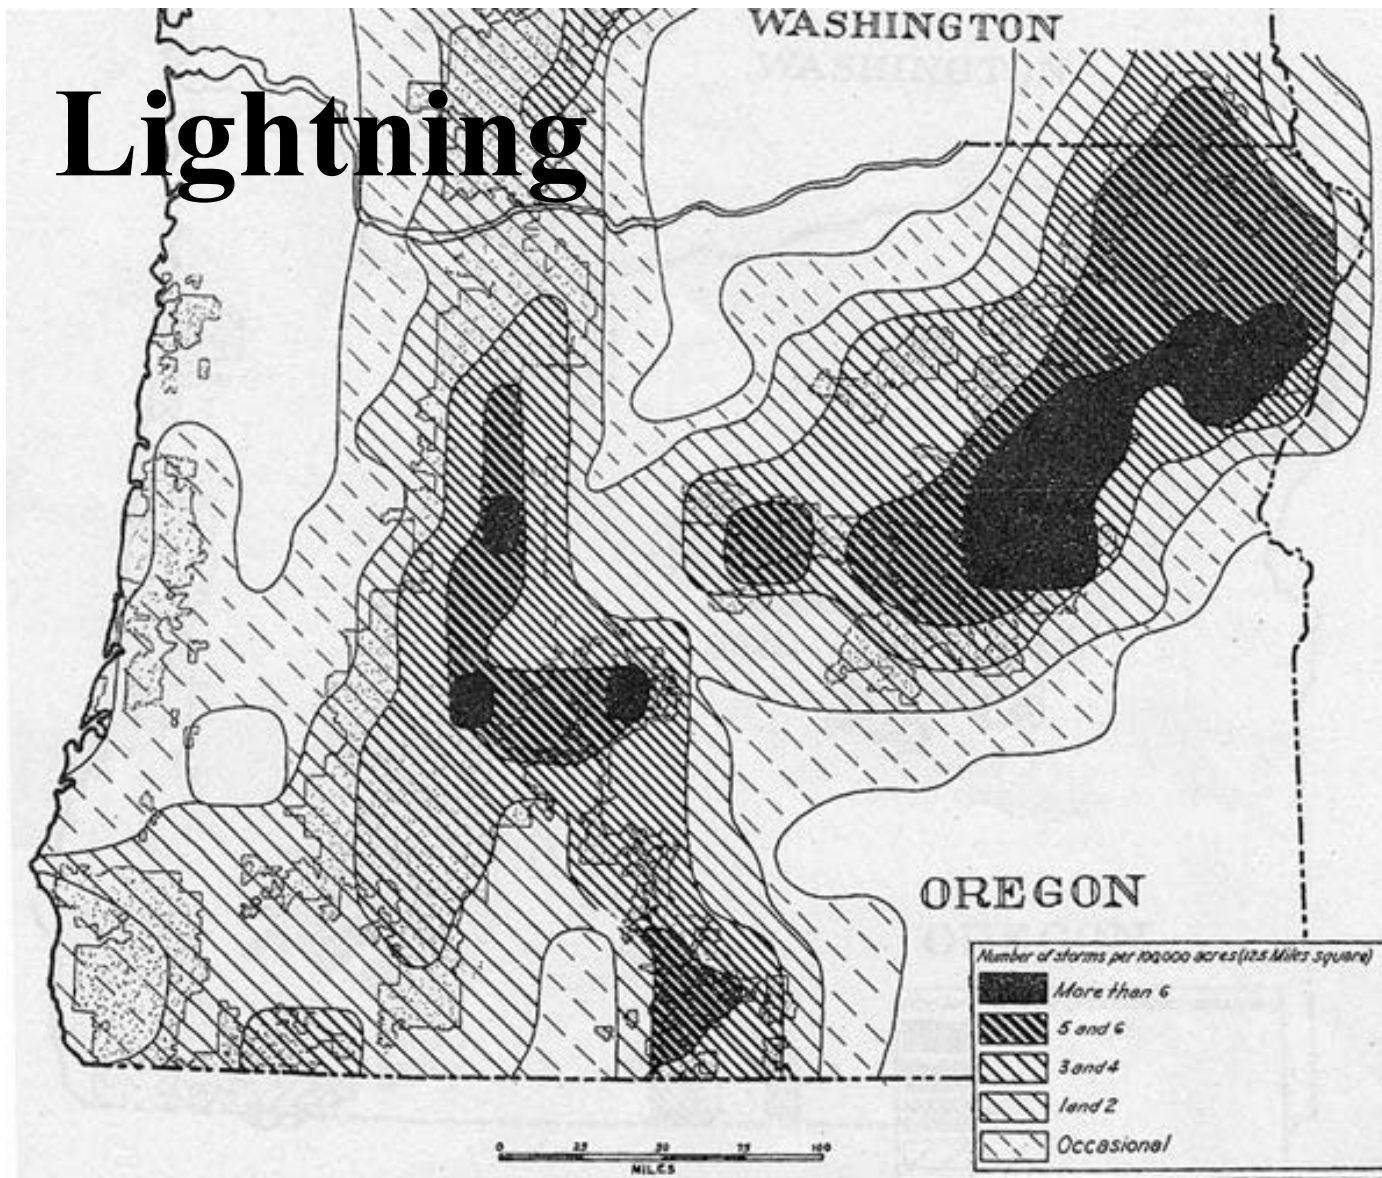 WASHINGTON
Lightning
OREGON
Number of storms per 100,000 acres (12.5 Miles square)
More than 6
5 and 6
3 and 4
1 and 2
Occasional
0 25 50 75 100
MILES